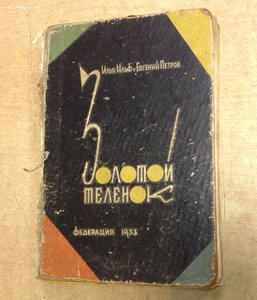 Илья Ильф и Евгений Петров
Золотой
теленок
Федерация 1933